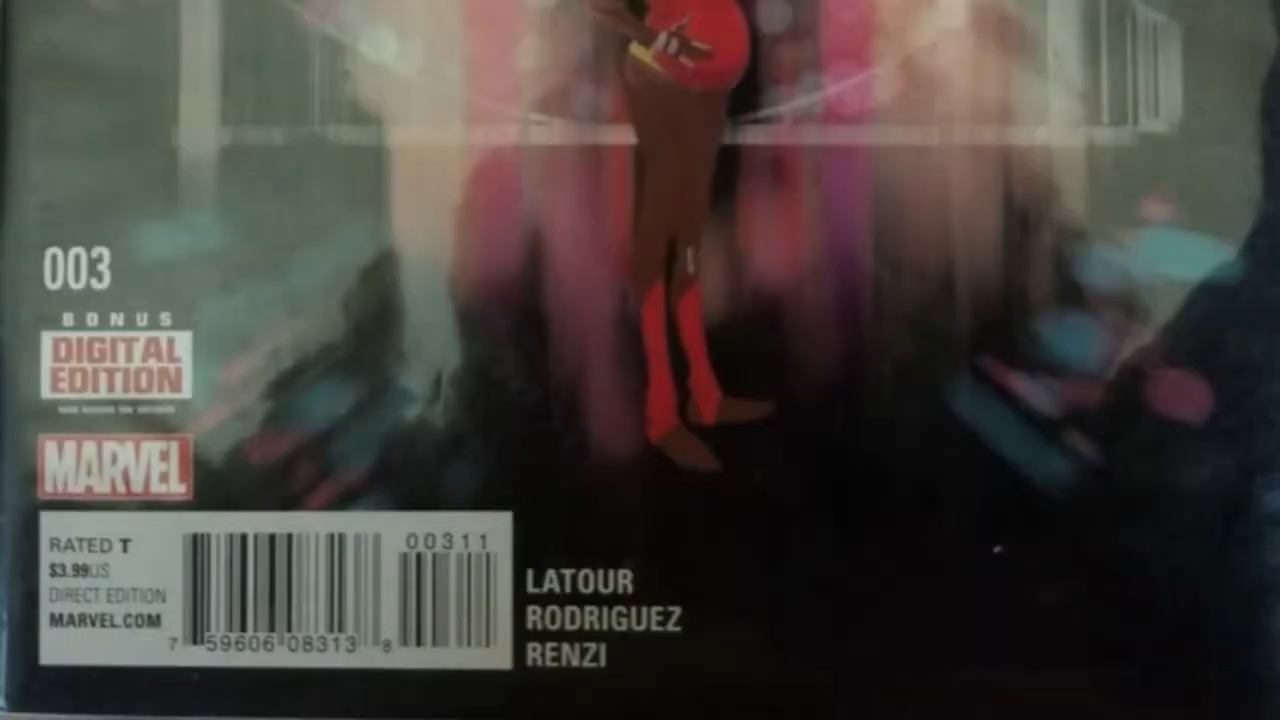 003
BONUS
DIGITAL
EDITION
MARVEL
RATED T
$3.99US
DIRECT EDITION
MARVEL.COM
00311
7 59606 08313 8
LATOUR
RODRIGUEZ
RENZI